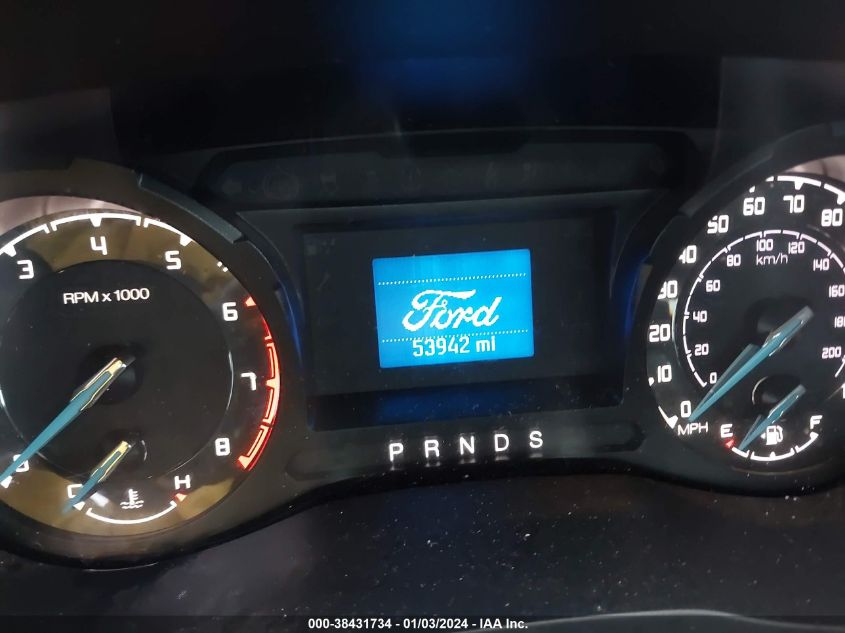 3 4 5 6 7 8
RPM x 1000
C H
Ford
53942 mi
P R N D S
0 10 20 30 40 50 60 70 80
MPH
0 20 40 60 80 100 120 140 160 180 200
km/h
E F
000-38431734 - 01/03/2024 - IAA Inc.